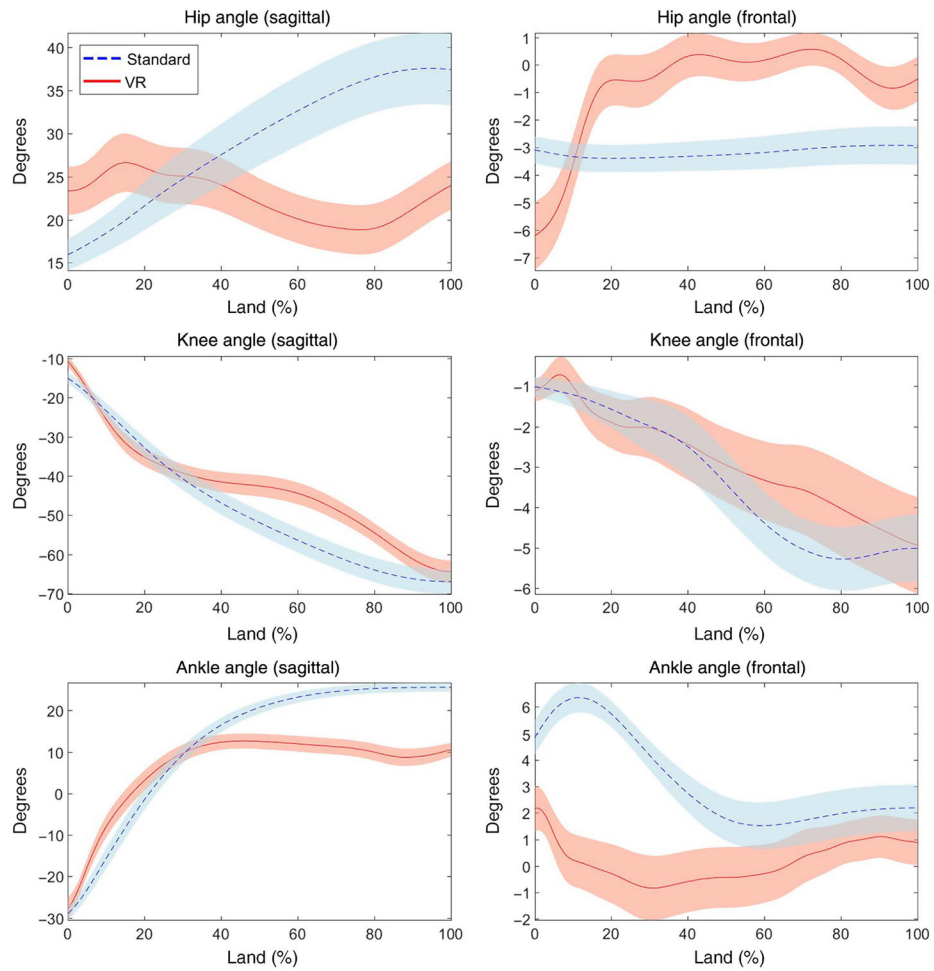 Hip angle (sagittal)
Standard
VR
Degrees
40
35
30
25
20
15
0 20 40 60 80 100
Land (%)
Hip angle (frontal)
Degrees
1
0
−1
−2
−3
−4
−5
−6
−7
0 20 40 60 80 100
Land (%)
Knee angle (sagittal)
Degrees
-10
−20
−30
−40
−50
−60
−70
0 20 40 60 80 100
Land (%)
Knee angle (frontal)
Degrees
−1
−2
−3
−4
−5
−6
0 20 40 60 80 100
Land (%)
Ankle angle (sagittal)
Degrees
20
10
0
−10
−20
−30
0 20 40 60 80 100
Land (%)
Ankle angle (frontal)
Degrees
6
5
4
3
2
1
0
−1
−2
0 20 40 60 80 100
Land (%)